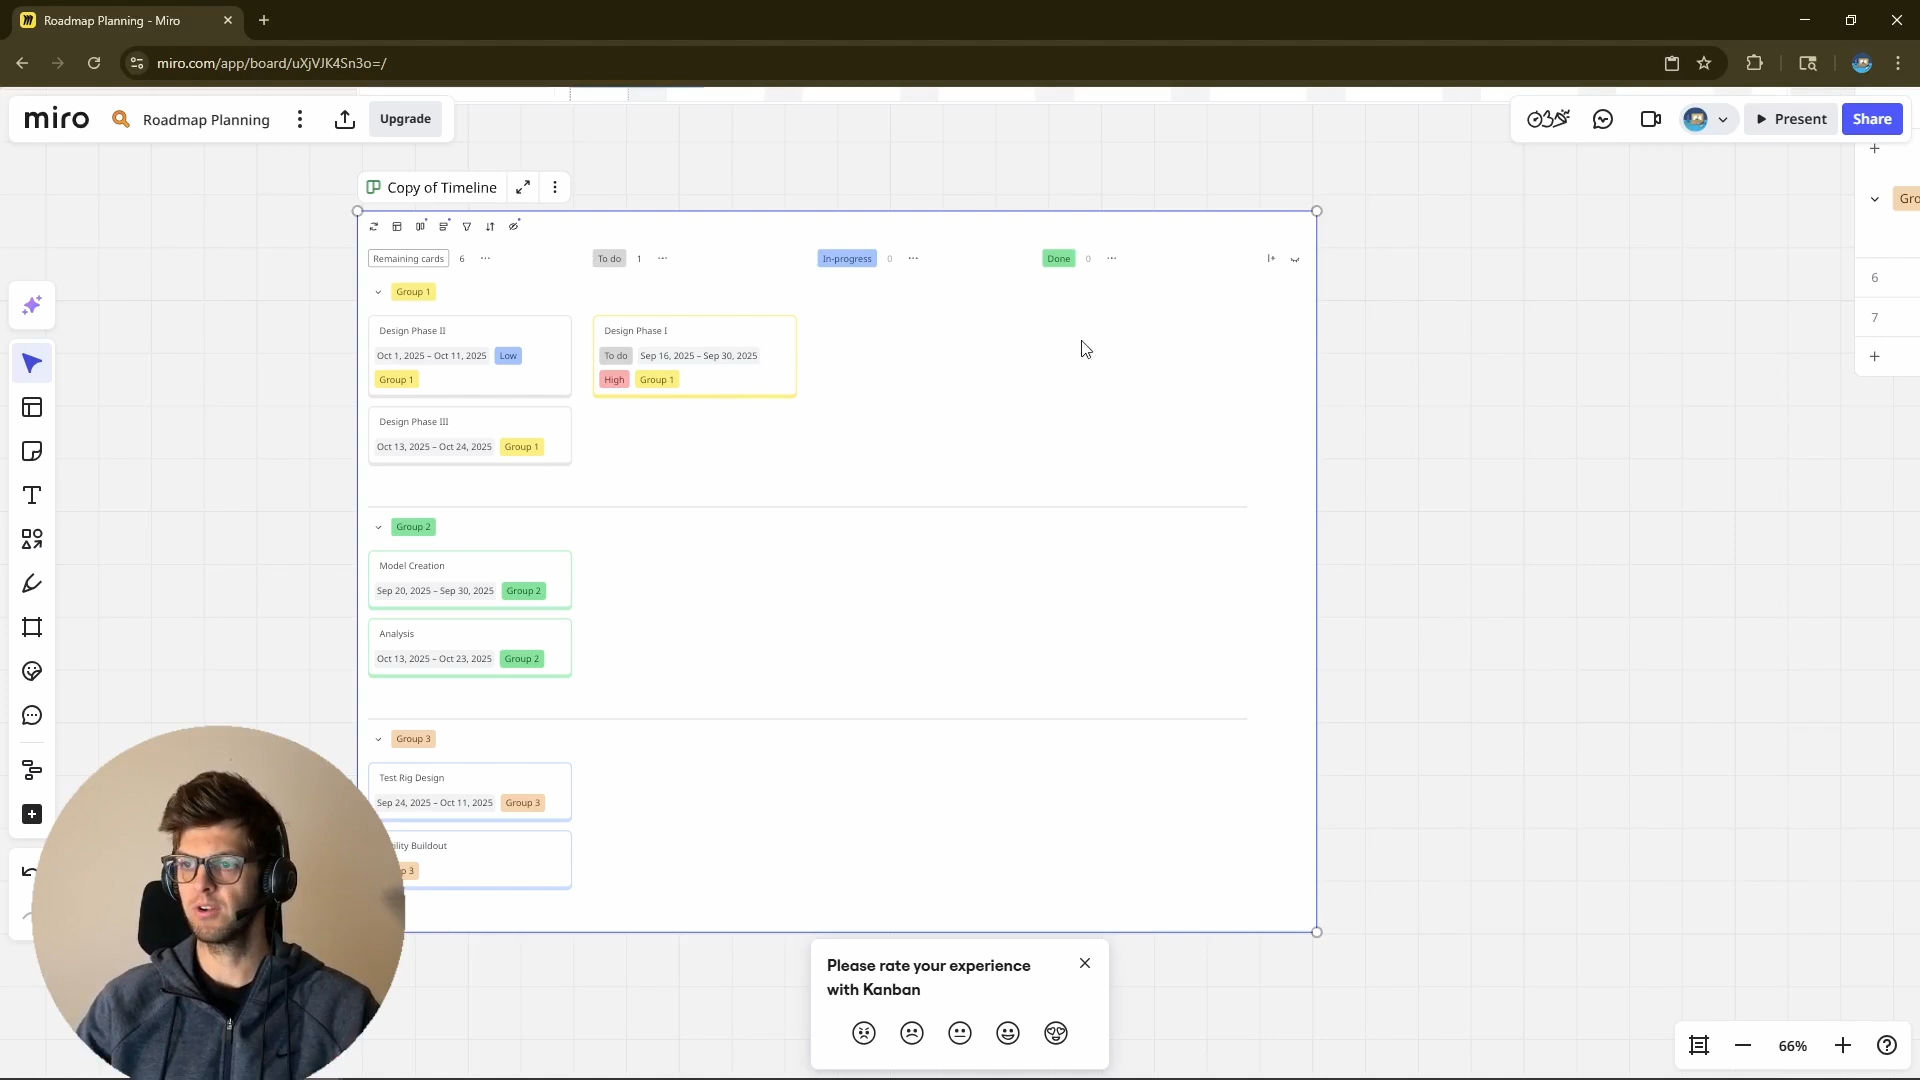 Roadmap Planning - Miro
miro.com/app/board/uXjVJK4Sn3o=/
miro
Roadmap Planning
Upgrade
Present
Share
Copy of Timeline
Remaining cards 6
To do 1
In-progress 0
Done 0
Group 1
Design Phase II
Oct 1, 2025 – Oct 11, 2025 Low
Group 1
Design Phase I
To do Sep 16, 2025 – Sep 30, 2025
High Group 1
Design Phase III
Oct 13, 2025 – Oct 24, 2025 Group 1
Group 2
Model Creation
Sep 20, 2025 – Sep 30, 2025 Group 2
Analysis
Oct 13, 2025 – Oct 23, 2025 Group 2
Group 3
Test Rig Design
Sep 24, 2025 – Oct 11, 2025 Group 3
Buildout
3
6
7
Please rate your experience
with Kanban
66%